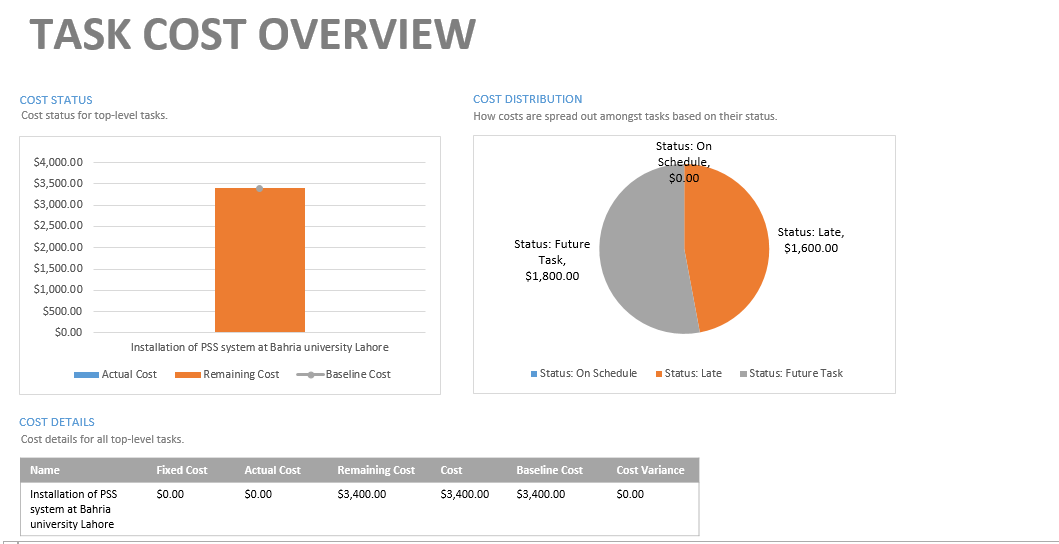 TASK COST OVERVIEW
COST STATUS
Cost status for top-level tasks.
$4,000.00
$3,500.00
$3,000.00
$2,500.00
$2,000.00
$1,500.00
$1,000.00
$500.00
$0.00
Installation of PSS system at Bahria university Lahore
Actual Cost Remaining Cost Baseline Cost
COST DISTRIBUTION
How costs are spread out amongst tasks based on their status.
Status: On
Schedule,
$0.00
Status: Late,
$1,600.00
Status: Future
Task,
$1,800.00
Status: On Schedule Status: Late Status: Future Task
COST DETAILS
Cost details for all top-level tasks.
Name Fixed Cost Actual Cost Remaining Cost Cost Baseline Cost Cost Variance
Installation of PSS $0.00 $0.00 $3,400.00 $3,400.00 $3,400.00 $0.00
system at Bahria
university Lahore